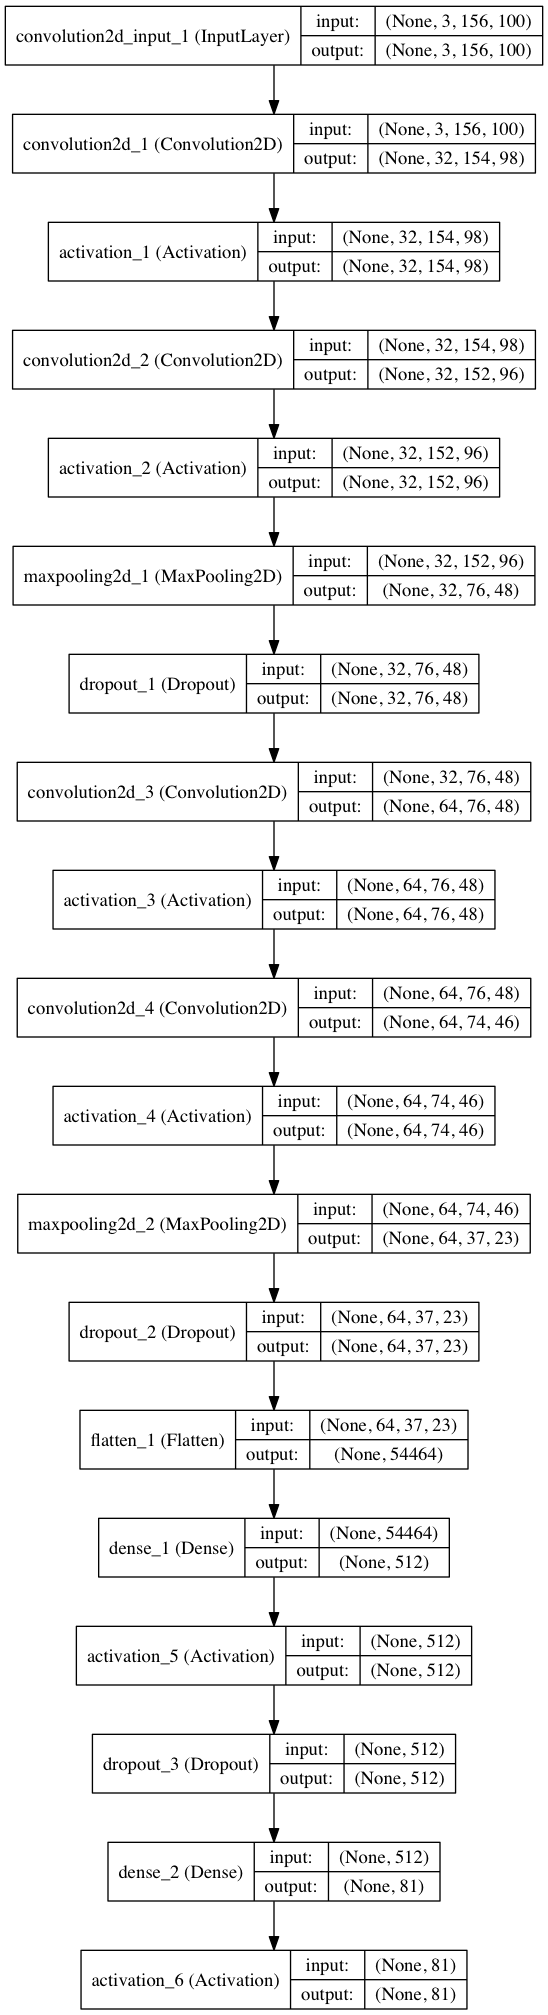 convolution2d_input_1 (InputLayer) input: (None, 3, 156, 100)
output: (None, 3, 156, 100)
convolution2d_1 (Convolution2D) input: (None, 3, 156, 100)
output: (None, 32, 154, 98)
activation_1 (Activation) input: (None, 32, 154, 98)
output: (None, 32, 154, 98)
convolution2d_2 (Convolution2D) input: (None, 32, 154, 98)
output: (None, 32, 152, 96)
activation_2 (Activation) input: (None, 32, 152, 96)
output: (None, 32, 152, 96)
maxpooling2d_1 (MaxPooling2D) input: (None, 32, 152, 96)
output: (None, 32, 76, 48)
dropout_1 (Dropout) input: (None, 32, 76, 48)
output: (None, 32, 76, 48)
convolution2d_3 (Convolution2D) input: (None, 32, 76, 48)
output: (None, 64, 76, 48)
activation_3 (Activation) input: (None, 64, 76, 48)
output: (None, 64, 76, 48)
convolution2d_4 (Convolution2D) input: (None, 64, 76, 48)
output: (None, 64, 74, 46)
activation_4 (Activation) input: (None, 64, 74, 46)
output: (None, 64, 74, 46)
maxpooling2d_2 (MaxPooling2D) input: (None, 64, 74, 46)
output: (None, 64, 37, 23)
dropout_2 (Dropout) input: (None, 64, 37, 23)
output: (None, 64, 37, 23)
flatten_1 (Flatten) input: (None, 64, 37, 23)
output: (None, 54464)
dense_1 (Dense) input: (None, 54464)
output: (None, 512)
activation_5 (Activation) input: (None, 512)
output: (None, 512)
dropout_3 (Dropout) input: (None, 512)
output: (None, 512)
dense_2 (Dense) input: (None, 512)
output: (None, 81)
activation_6 (Activation) input: (None, 81)
output: (None, 81)